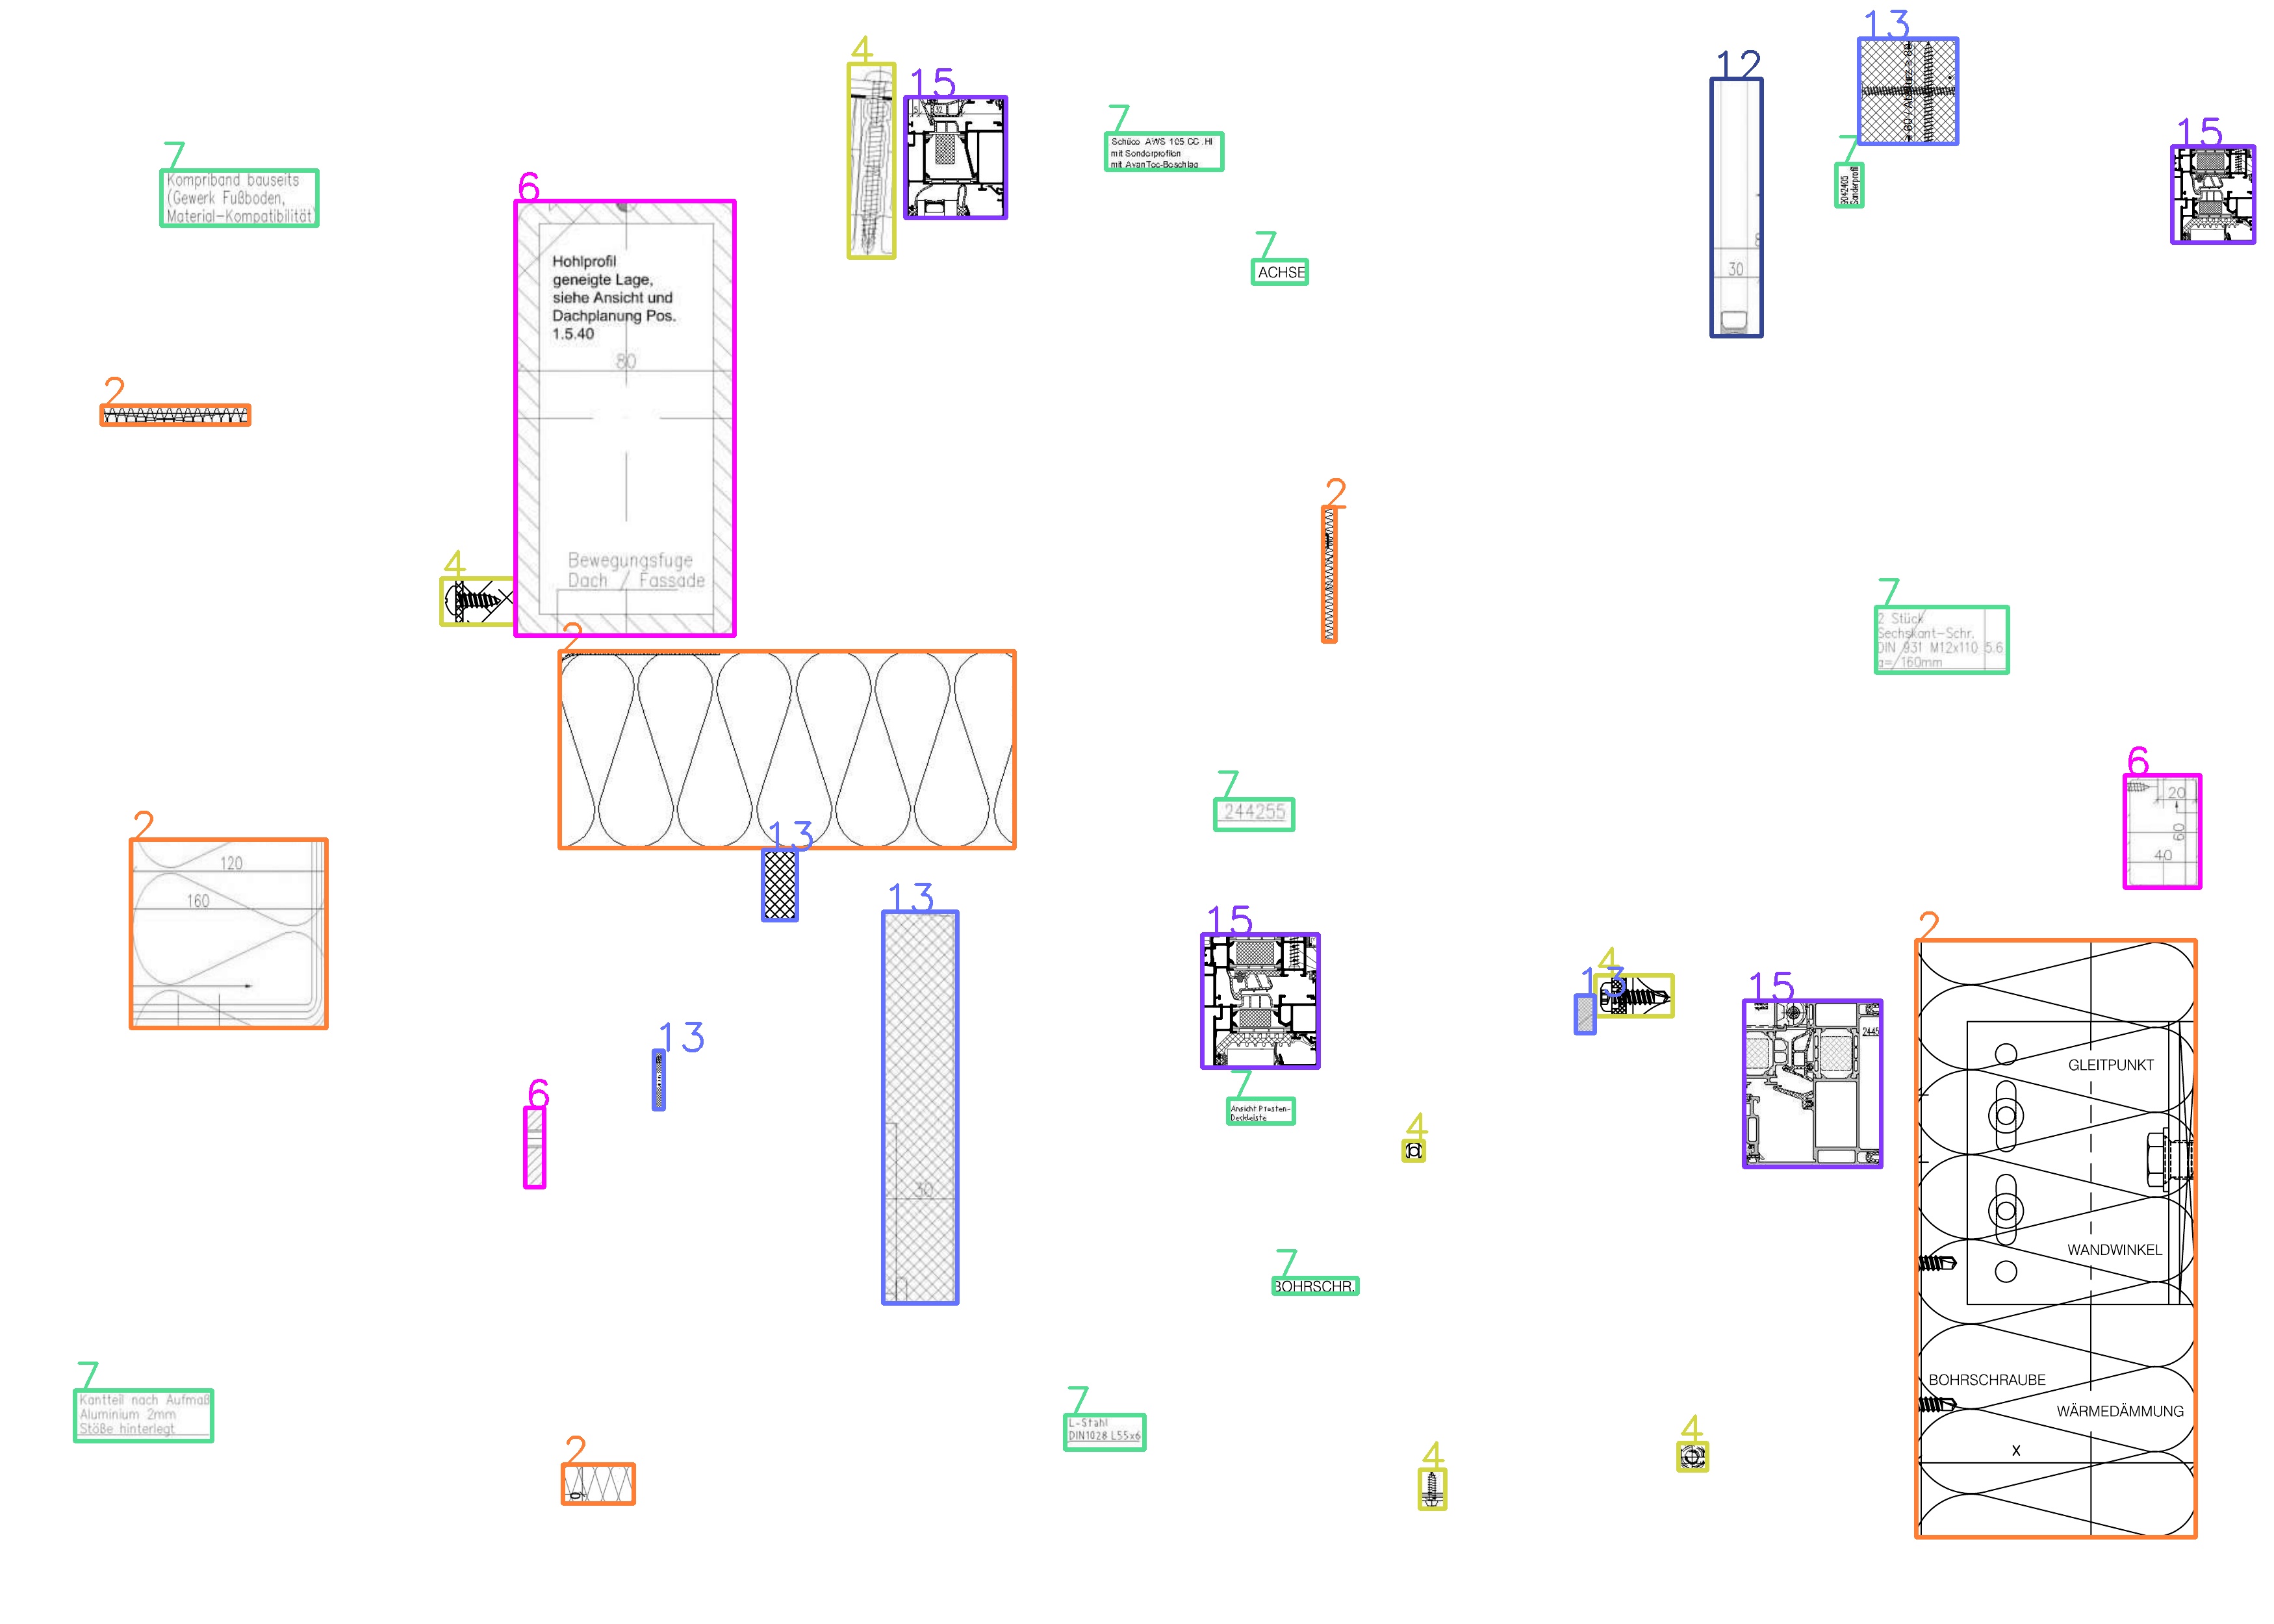 13
4
12
15
7
Schüco AWS 105 CC .HI
mit Sonderprofilen
mit AvanTec-Beschlag
15
7
Kompriband bauseits
(Gewerk Fußboden,
Material-Kompatibilität)
7
6
7
ACHSE
Hohlprofil
geneigte Lage,
siehe Ansicht und
Dachplanung Pos.
1.5.40
30
80
2
2
4
Bewegungsfuge
Dach / Fassade
7
2 Stück
Sechskant-Schr.
DIN 931 M12x110 5.6
a=/160mm
2
6
20
60
40
7
244255
2
120
160
13
13
15
2
4
13
15
2445
13
GLEITPUNKT
6
7
Ansicht Pfosten-
Deckleiste
4
30
WANDWINKEL
7
BOHRSCHR.
7
Kantteil nach Aufmaß
Aluminium 2mm
Stöße hinterlegt
BOHRSCHRAUBE
WÄRMEDÄMMUNG
X
7
L-Stahl
DIN1028 L55x6
2
4
4